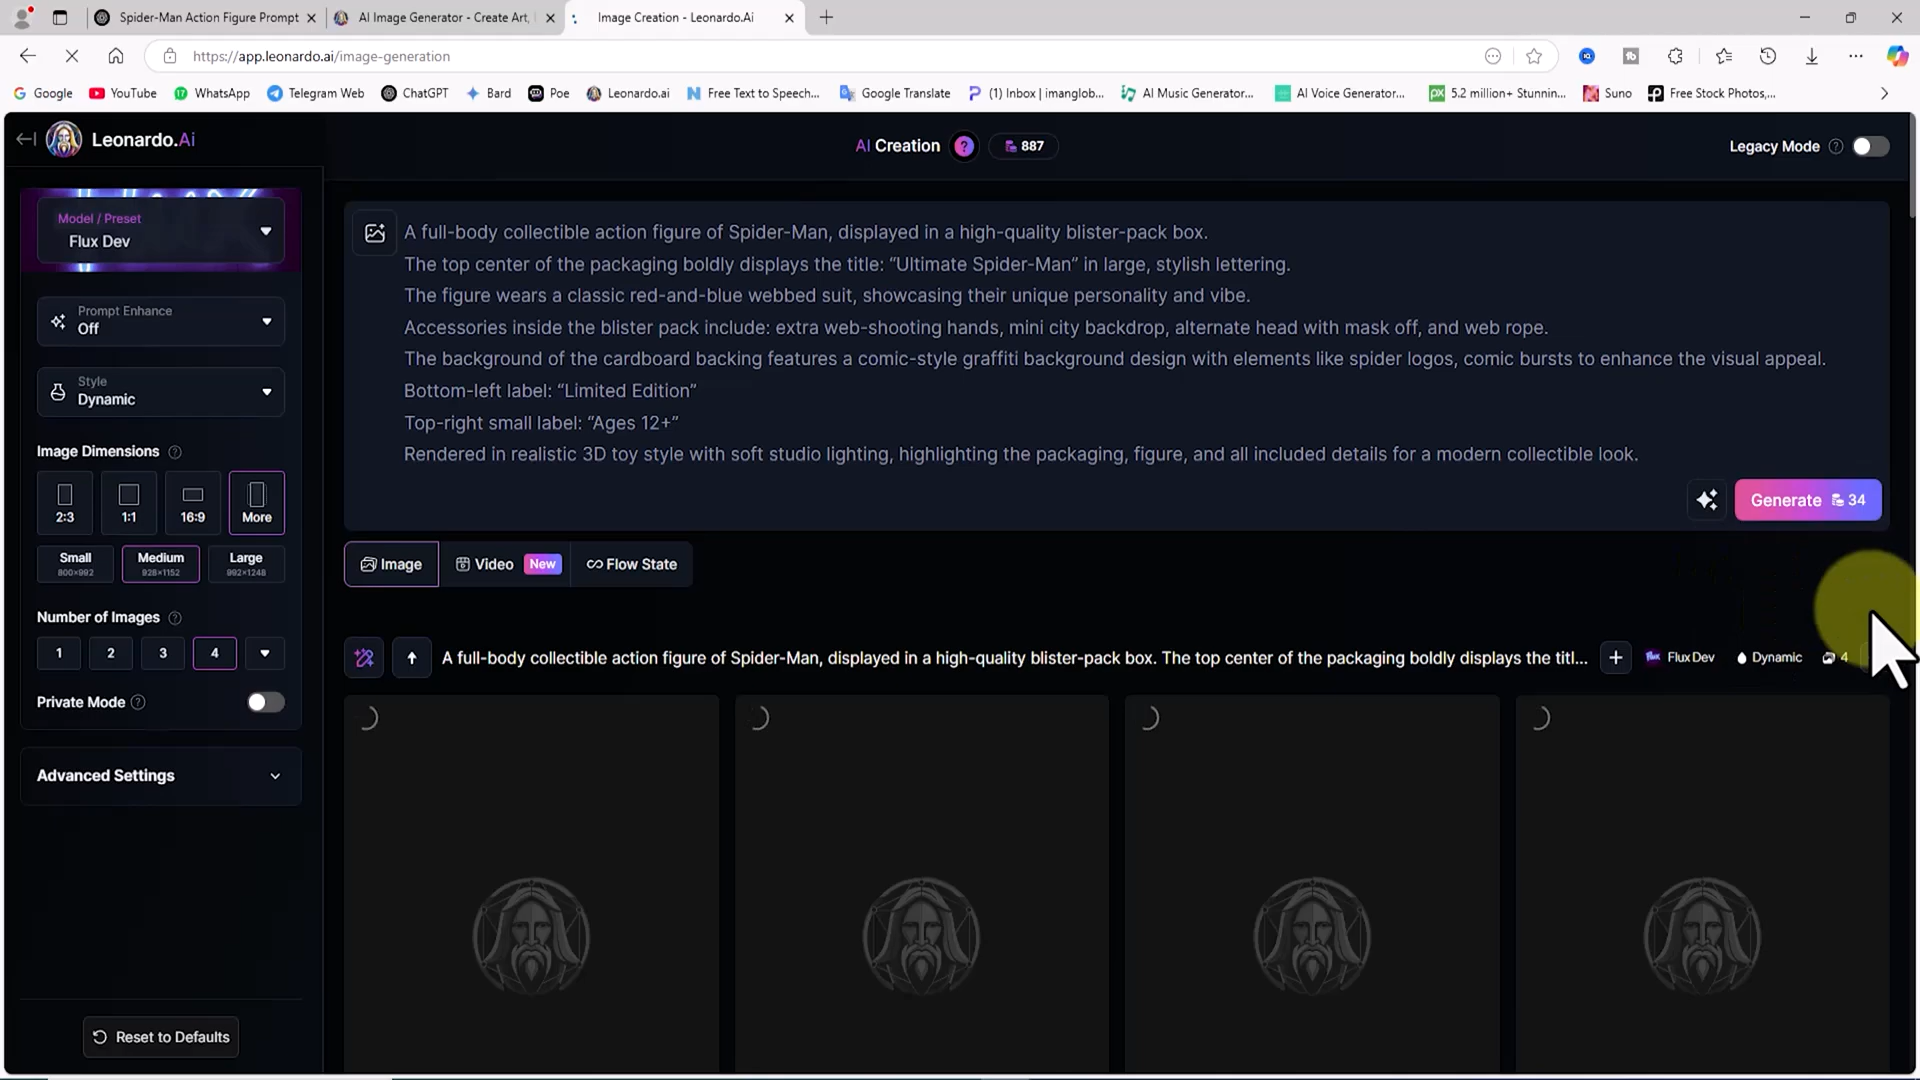 Spider-Man Action Figure Prompt
AI Image Generator - Create Art,
Image Creation - Leonardo.Ai
https://app.leonardo.ai/image-generation
Google
YouTube
WhatsApp
Telegram Web
ChatGPT
Bard
Poe
Leonardo.ai
Free Text to Speech...
Google Translate
(1) Inbox | imanglob...
AI Music Generator...
AI Voice Generator...
5.2 million+ Stunnin...
Suno
Free Stock Photos,...
Leonardo.Ai
AI Creation ? 887
Legacy Mode ?
Model / Preset
Flux Dev
Prompt Enhance
Off
Style
Dynamic
Image Dimensions ?
2:3
1:1
16:9
More
Small
800×992
Medium
928×1152
Large
992×1248
Number of Images ?
1
2
3
4
Private Mode ?
Advanced Settings
Reset to Defaults
A full-body collectible action figure of Spider-Man, displayed in a high-quality blister-pack box.
The top center of the packaging boldly displays the title: “Ultimate Spider-Man” in large, stylish lettering.
The figure wears a classic red-and-blue webbed suit, showcasing their unique personality and vibe.
Accessories inside the blister pack include: extra web-shooting hands, mini city backdrop, alternate head with mask off, and web rope.
The background of the cardboard backing features a comic-style graffiti background design with elements like spider logos, comic bursts to enhance the visual appeal.
Bottom-left label: “Limited Edition”
Top-right small label: “Ages 12+”
Rendered in realistic 3D toy style with soft studio lighting, highlighting the packaging, figure, and all included details for a modern collectible look.
Generate 34
Image
Video New
Flow State
A full-body collectible action figure of Spider-Man, displayed in a high-quality blister-pack box. The top center of the packaging boldly displays the titl...
Flux Dev
Dynamic
4